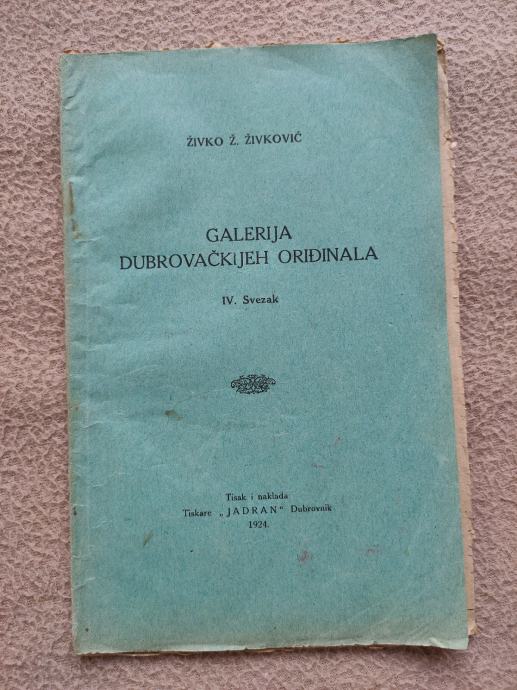 ŽIVKO Ž. ŽIVKOVIĆ
GALERIJA
DUBROVAČKIJEH ORIĐINALA
IV. Svezak
Tisak i naklada
Tiskare „JADRAN“ Dubrovnik
1924.